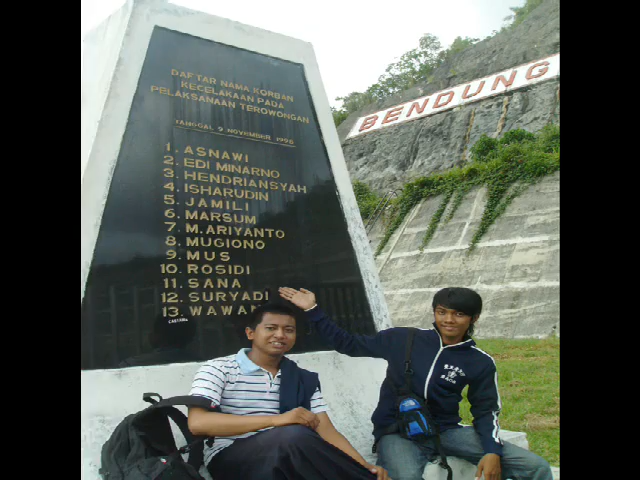 DAFTAR NAMA KORBAN
KECELAKAAN PADA
PELAKSANAAN TEROWONGAN
TANGGAL 9 NOVEMBER 1996
1. ASNAWI
2. EDI MINARNO
3. HENDRIANSYAH
4. ISHARUDIN
5. JAMILI
6. MARSUM
7. M. ARIYANTO
8. MUGIONO
9. MUS
10. ROSIDI
11. SANA
12. SURYADI
13. WAWAN
BENDUNG